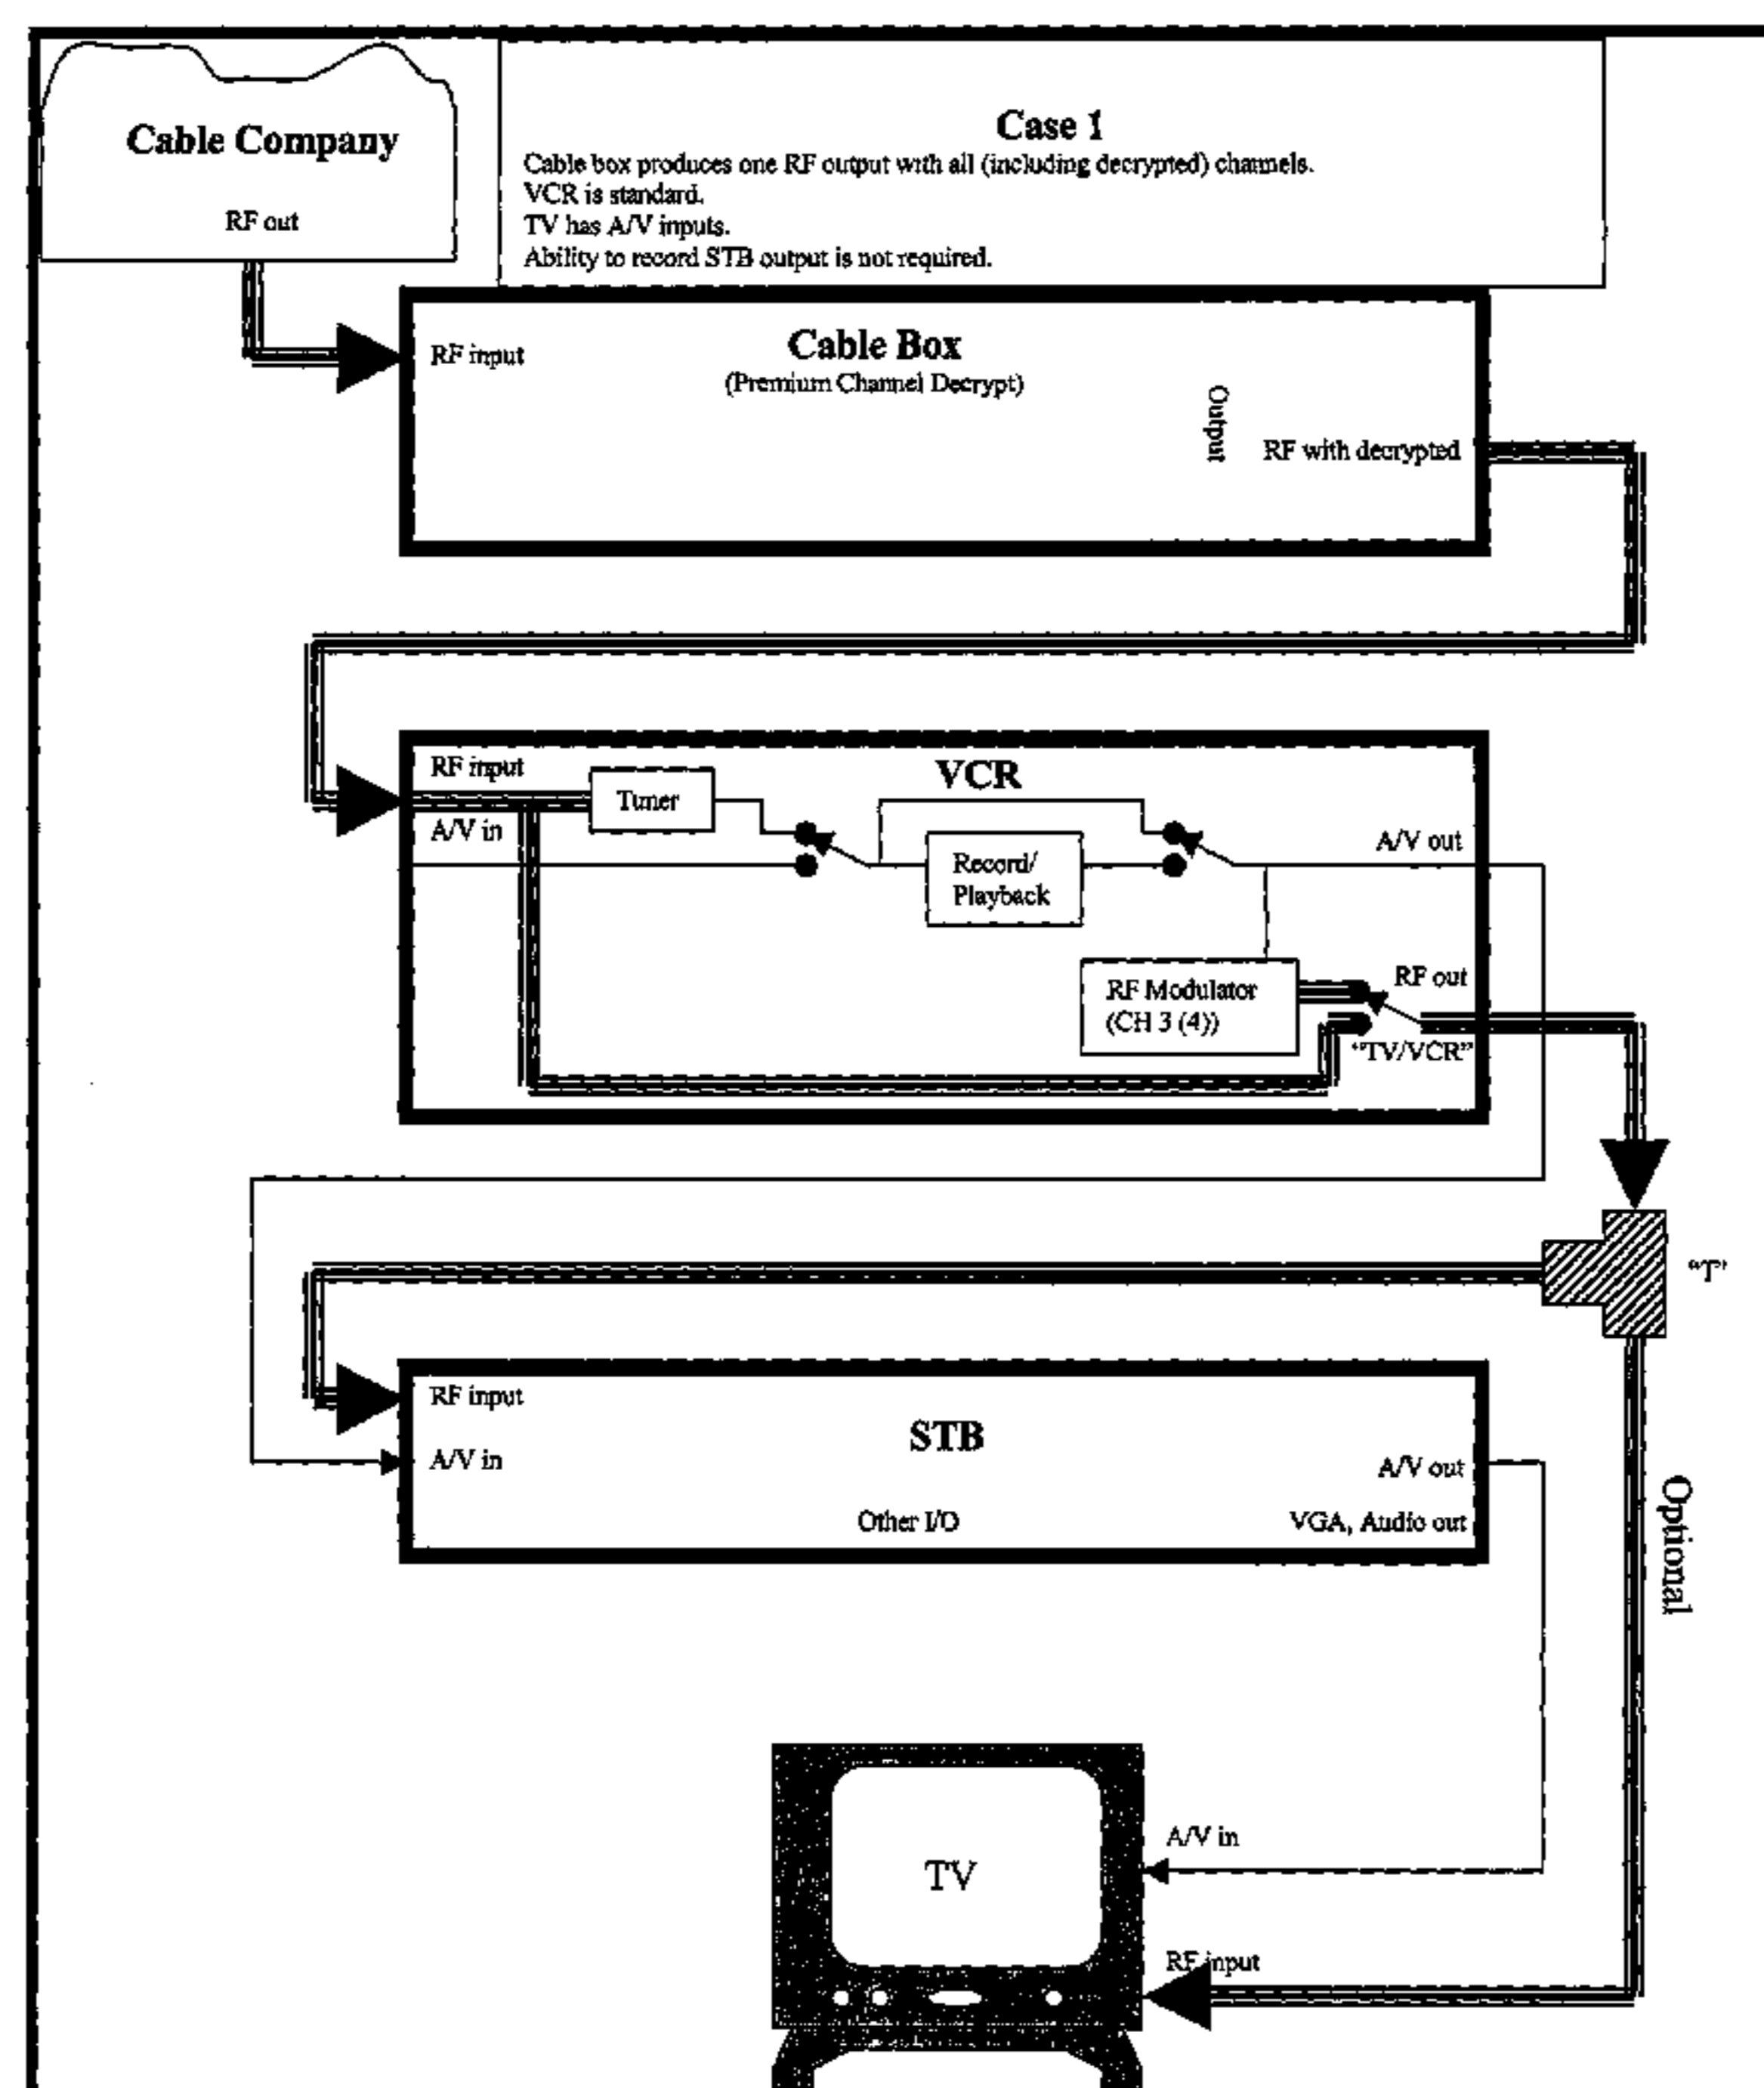 Cable Company
RF out
Case 1
Cable box produces one RF output with all (including decrypted) channels.
VCR is standard.
TV has A/V inputs.
Ability to record STB output is not required.
RF input
Cable Box
(Premium Channel Decrypt)
Output
RF with decrypted
RF input
VCR
Tuner
A/V in
A/V out
Record/
Playback
RF out
RF Modulator
(CH 3 (4))
“TV/VCR”
“T”
RF input
STB
A/V in
A/V out
Other I/O
VGA, Audio out
Optional
A/V in
TV
RF input